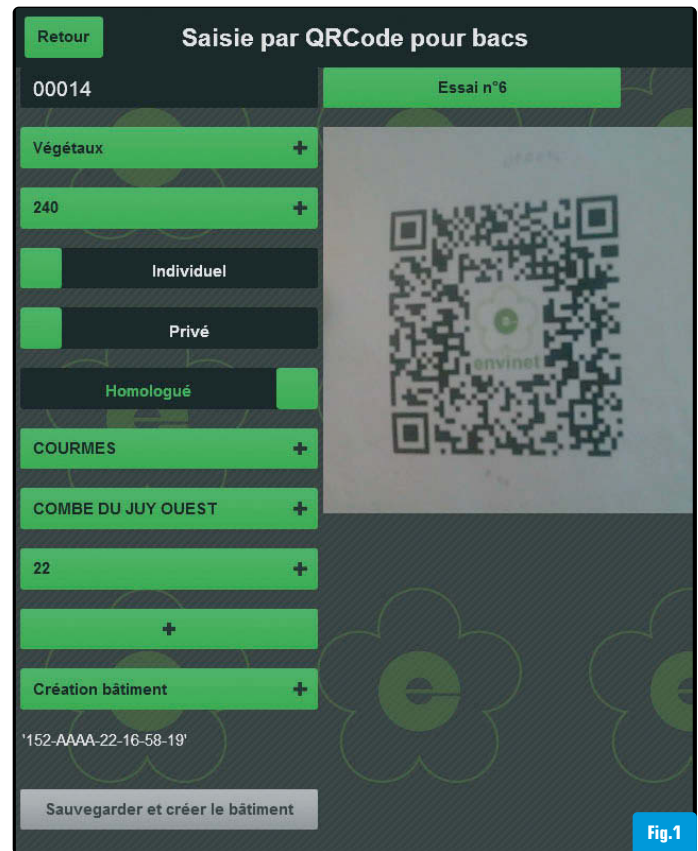 Retour
Saisie par QRCode pour bacs
00014
Essai n°6
Végétaux +
240 +
Individuel
Privé
Homologué
COURMES +
COMBE DU JUY OUEST +
22 +
+
Création bâtiment +
'152-AAAA-22-16-58-19'
Sauvegarder et créer le bâtiment
envinet
Fig.1